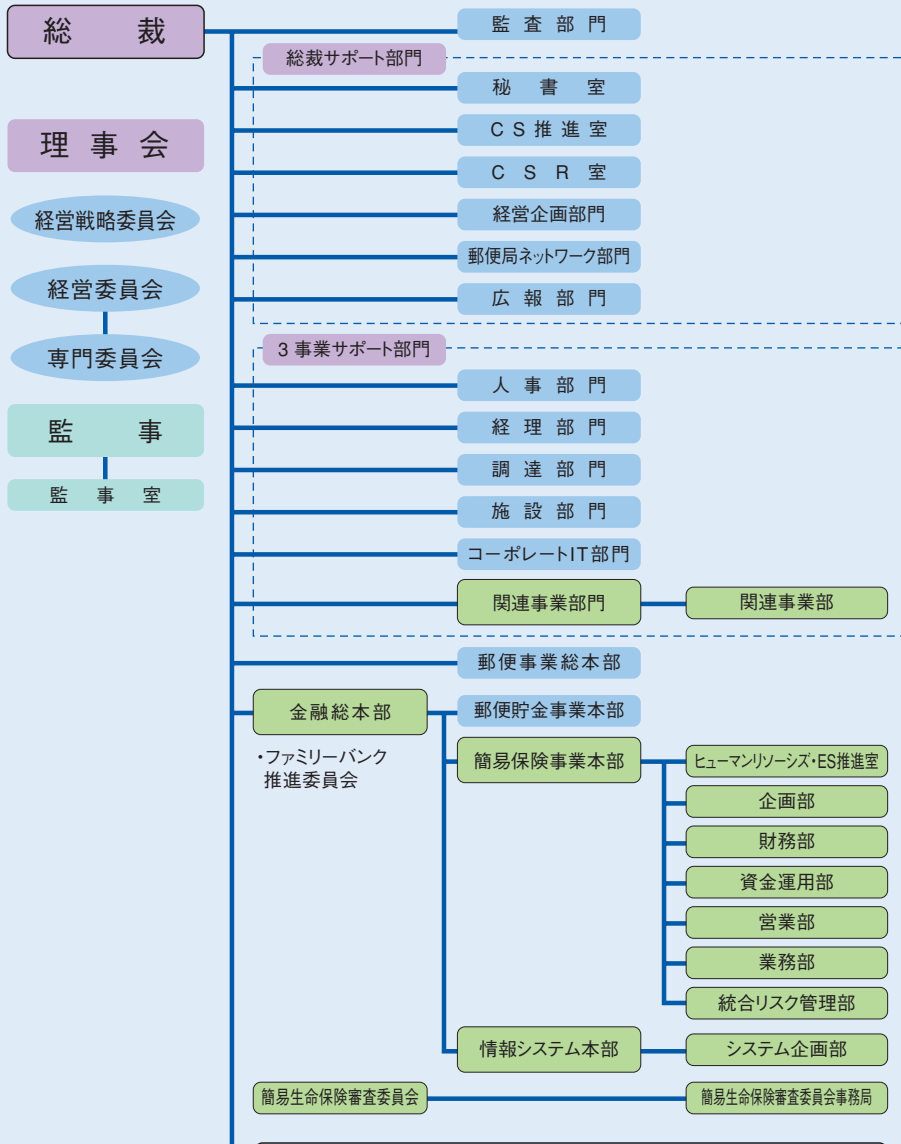 総裁
理事会
経営戦略委員会
経営委員会
専門委員会
監事
監事室
監査部門
総裁サポート部門
秘書室
CS推進室
CSR室
経営企画部門
郵便局ネットワーク部門
広報部門
3事業サポート部門
人事部門
経理部門
調達部門
施設部門
コーポレートIT部門
関連事業部門
関連事業部
郵便事業総本部
金融総本部
・ファミリーバンク
推進委員会
郵便貯金事業本部
簡易保険事業本部
ヒューマンリソーシズ・ES推進室
企画部
財務部
資金運用部
営業部
業務部
統合リスク管理部
情報システム本部
システム企画部
簡易生命保険審査委員会
簡易生命保険審査委員会事務局